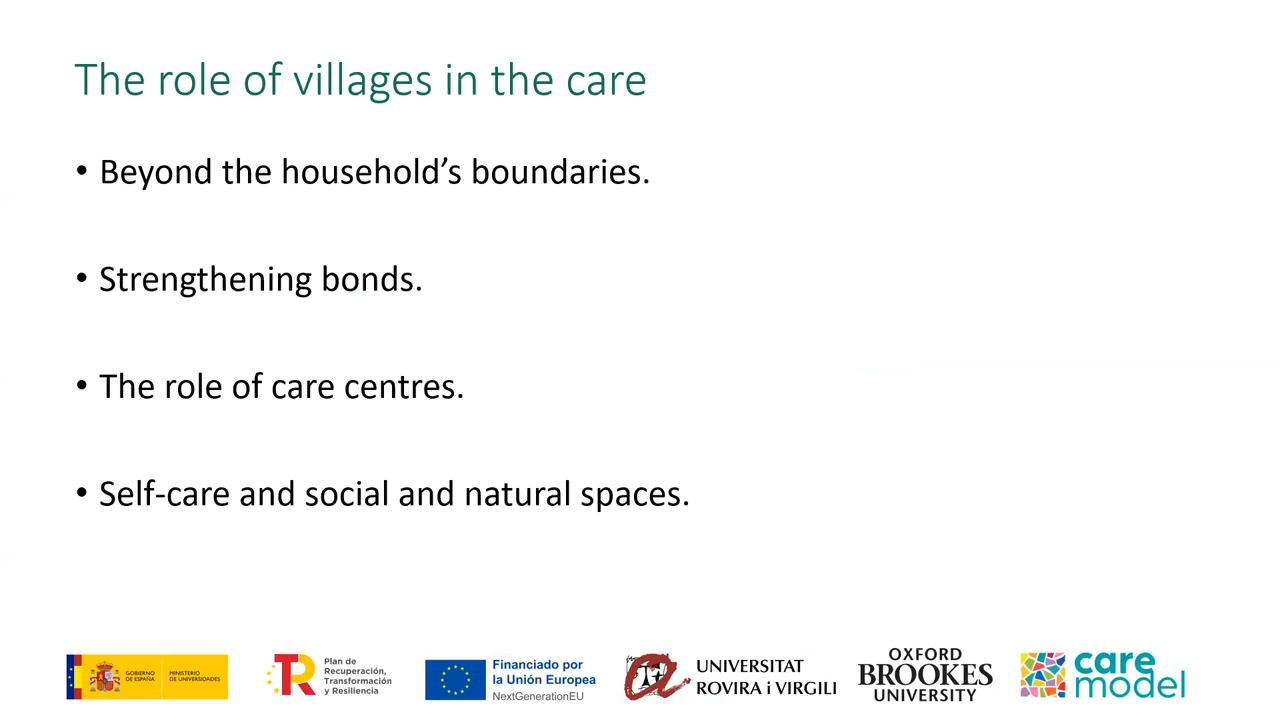 The role of villages in the care
• Beyond the household’s boundaries.
• Strengthening bonds.
• The role of care centres.
• Self-care and social and natural spaces.
GOBIERNO
DE ESPAÑA
MINISTERIO
DE UNIVERSIDADES
TR
Plan de
Recuperación,
Transformación
y Resiliencia
Financiado por
la Unión Europea
NextGenerationEU
UNIVERSITAT
ROVIRA i VIRGILI
OXFORD
BROOKES
UNIVERSITY
care
model